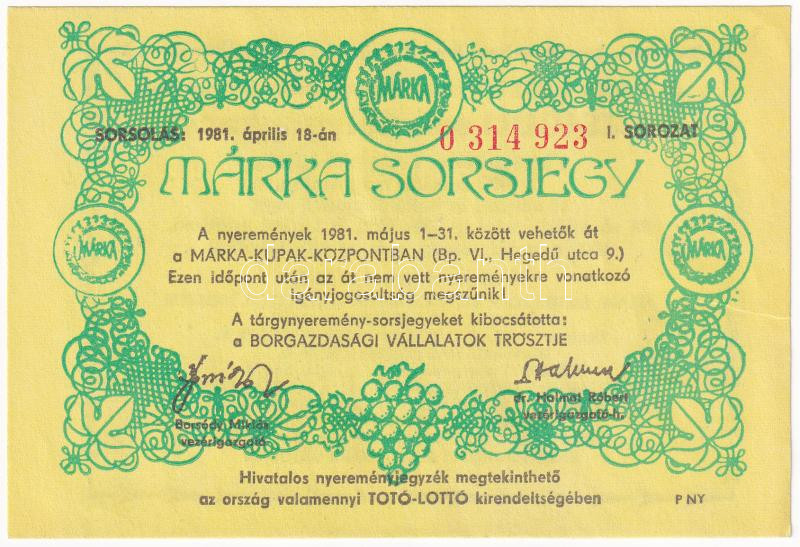 MÁRKA
SORSOLÁS: 1981. április 18-án 0 314 923 I. SOROZAT
MÁRKA SORSJEGY
MÁRKA
MÁRKA
A nyeremények 1981. május 1–31. között vehetők át
a MÁRKA-KUPAK-KÖZPONTBAN (Bp. VI., Hegedű utca 9.)
Ezen időpont után az át nem vett nyereményekre vonatkozó
igényjogosultság megszűnik!
A tárgynyeremény-sorsjegyeket kibocsátotta:
a BORGAZDASÁGI VÁLLALATOK TRÖSZTJE
Borsódy Miklós
vezérigazgató
dr. Halmai Róbert
vezérigazgató-h.
Hivatalos nyereményjegyzék megtekinthető
az ország valamennyi TOTÓ-LOTTÓ kirendeltségében
P NY
darabanth